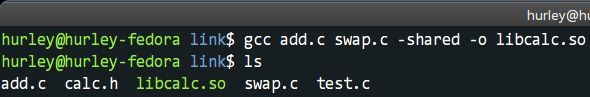 hurley@hu
hurley@hurley-fedora link$ gcc add.c swap.c -shared -o libcalc.so
hurley@hurley-fedora link$ ls
add.c calc.h libcalc.so swap.c test.c